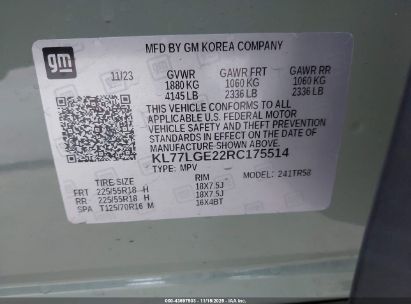 gm
MFD BY GM KOREA COMPANY
11/23 GVWR GAWR FRT GAWR RR
1880 KG 1060 KG 1060 KG
4145 LB 2336 LB 2336 LB
THIS VEHICLE CONFORMS TO ALL
APPLICABLE U.S. FEDERAL MOTOR
VEHICLE SAFETY AND THEFT PREVENTION
STANDARDS IN EFFECT ON THE DATE OF
MANUFACTURE SHOWN ABOVE.
KL77LGE22RC175514
TYPE: MPV MODEL: 241TR58
TIRE SIZE RIM
FRT 225/55R18 H 18X7.5J
RR 225/55R18 H 18X7.5J
SPA T125/70R16 M 16X4BT